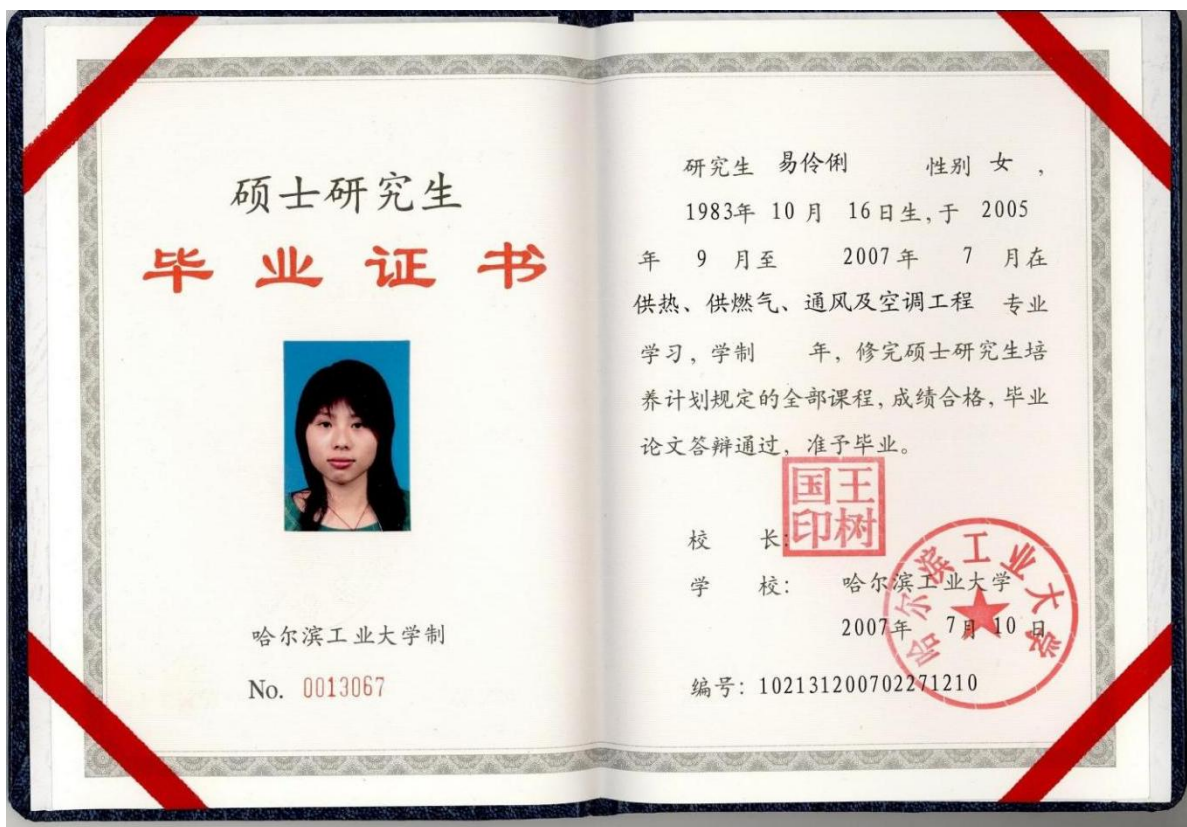 硕士研究生
毕业证书
哈尔滨工业大学制
No. 0013067
研究生 易伶俐 性别 女 ,
1983年 10 月 16 日生, 于 2005
年 9 月至 2007 年 7 月在
供热、供燃气、通风及空调工程 专业
学习, 学制 年, 修完硕士研究生培
养计划规定的全部课程, 成绩合格, 毕业
论文答辩通过, 准予毕业。
校 长:
王树国印
学 校: 哈尔滨工业大学
2007年 7月 10 日
哈尔滨工业大学
编号: 102131200702271210